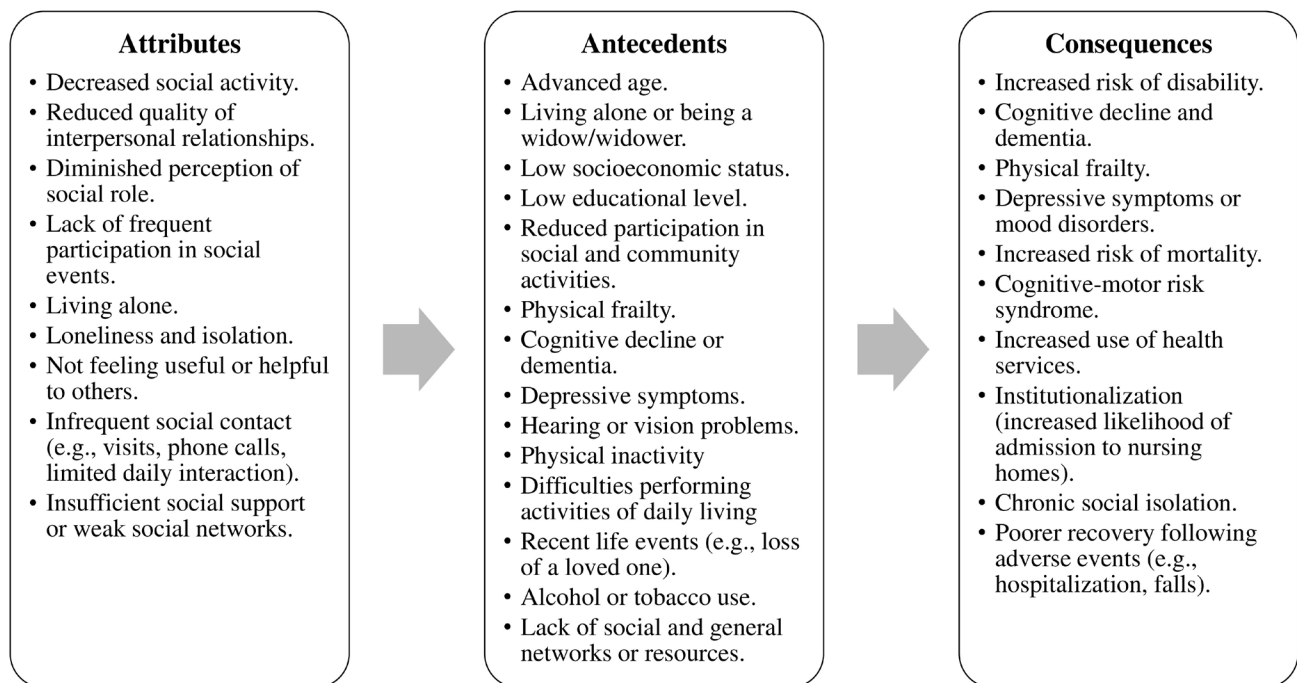 Attributes
• Decreased social activity.
• Reduced quality of
interpersonal relationships.
• Diminished perception of
social role.
• Lack of frequent
participation in social
events.
• Living alone.
• Loneliness and isolation.
• Not feeling useful or helpful
to others.
• Infrequent social contact
(e.g., visits, phone calls,
limited daily interaction).
• Insufficient social support
or weak social networks.
Antecedents
• Advanced age.
• Living alone or being a
widow/widower.
• Low socioeconomic status.
• Low educational level.
• Reduced participation in
social and community
activities.
• Physical frailty.
• Cognitive decline or
dementia.
• Depressive symptoms.
• Hearing or vision problems.
• Physical inactivity
• Difficulties performing
activities of daily living
• Recent life events (e.g., loss
of a loved one).
• Alcohol or tobacco use.
• Lack of social and general
networks or resources.
Consequences
• Increased risk of disability.
• Cognitive decline and
dementia.
• Physical frailty.
• Depressive symptoms or
mood disorders.
• Increased risk of mortality.
• Cognitive-motor risk
syndrome.
• Increased use of health
services.
• Institutionalization
(increased likelihood of
admission to nursing
homes).
• Chronic social isolation.
• Poorer recovery following
adverse events (e.g.,
hospitalization, falls).